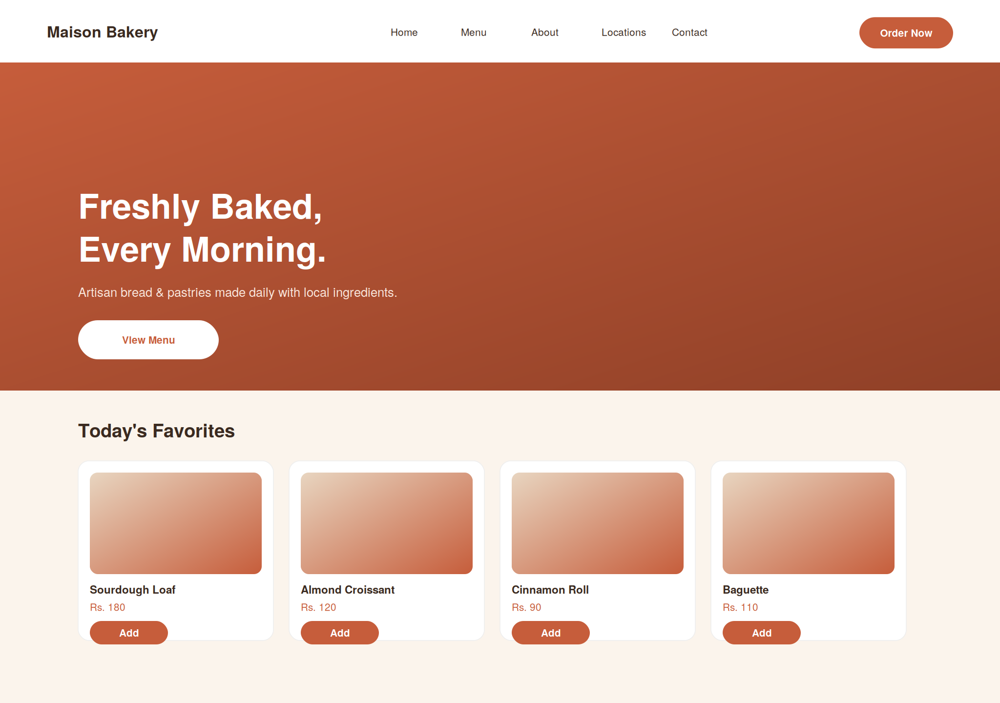 Maison Bakery
Home Menu About Locations Contact
Order Now
Freshly Baked,
Every Morning.
Artisan bread & pastries made daily with local ingredients.
VIew Menu
Today's Favorites
Sourdough Loaf
Rs. 180
Add
Almond Croissant
Rs. 120
Add
Cinnamon Roll
Rs. 90
Add
Baguette
Rs. 110
Add